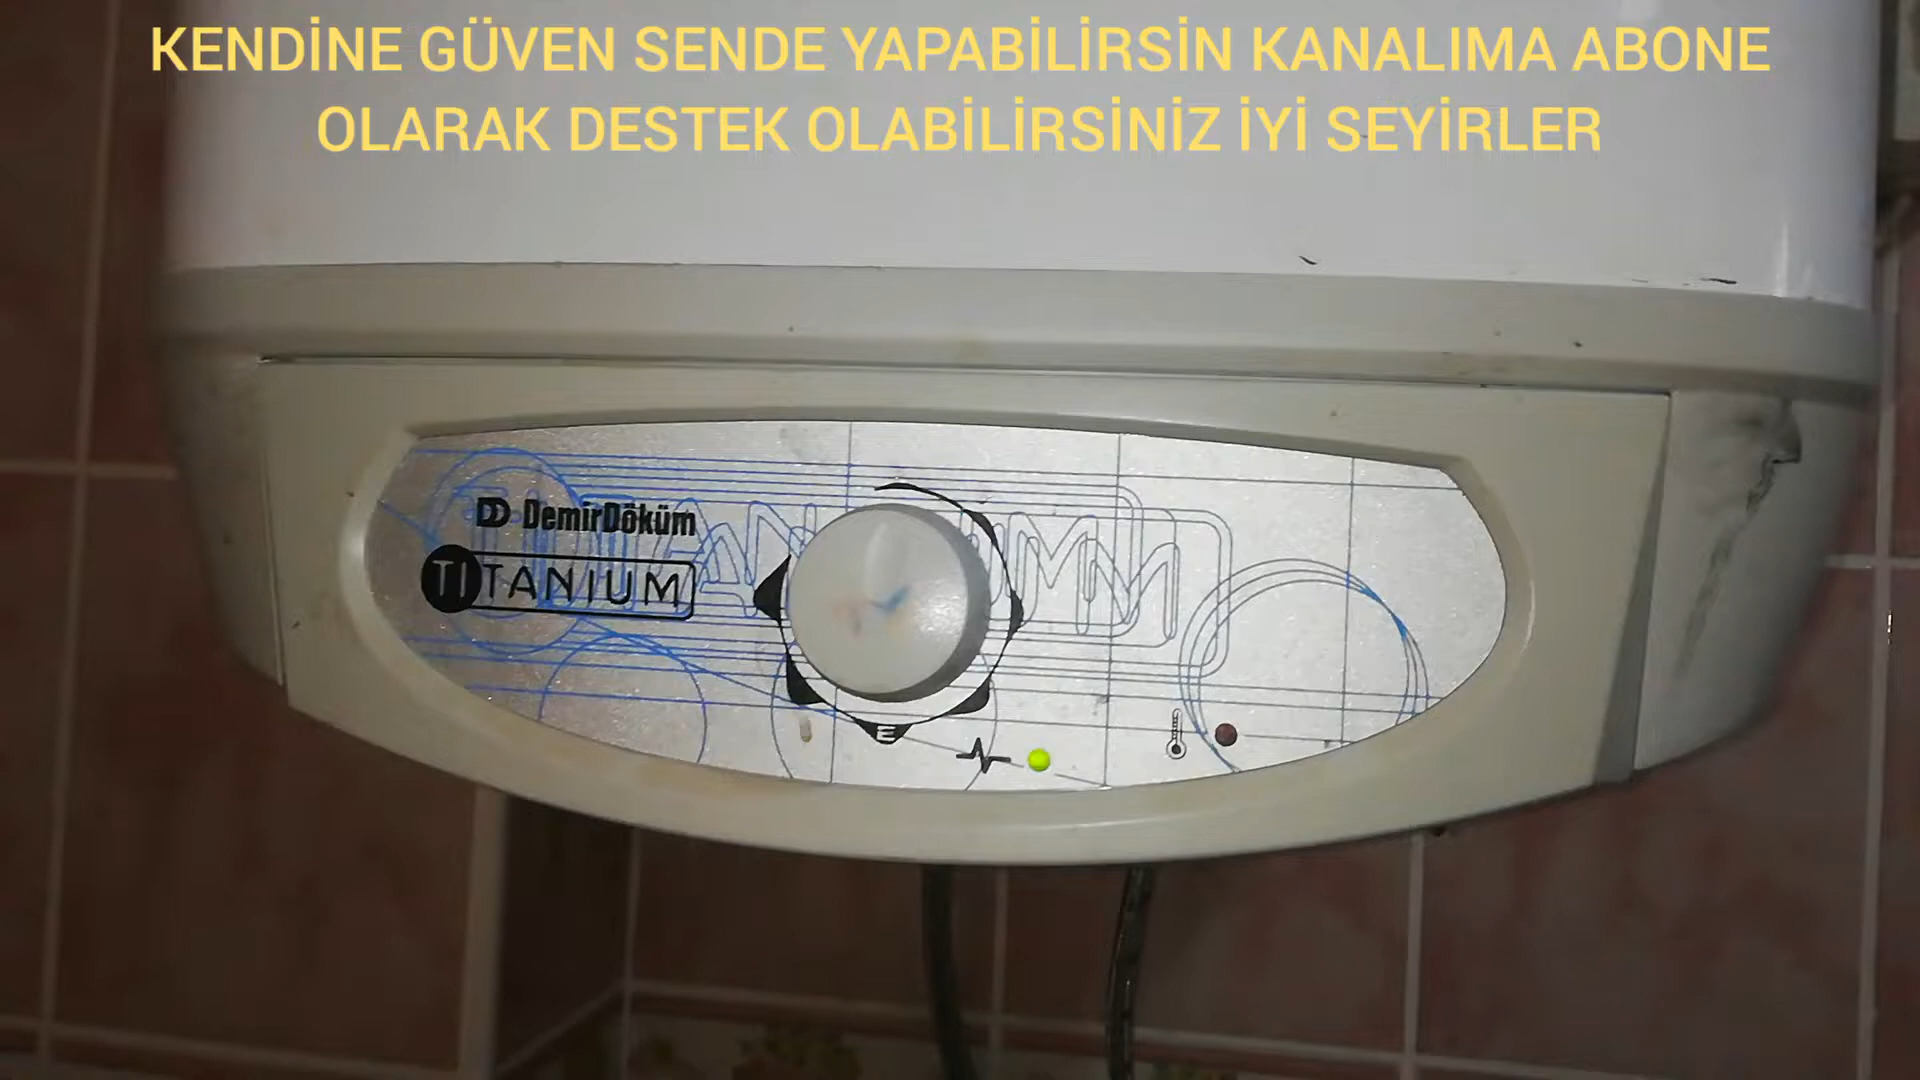 KENDİNE GÜVEN SENDE YAPABİLİRSİN KANALIMA ABONE
OLARAK DESTEK OLABİLİRSİNİZ İYİ SEYİRLER
DD DemirDöküm
TITANIUM
E